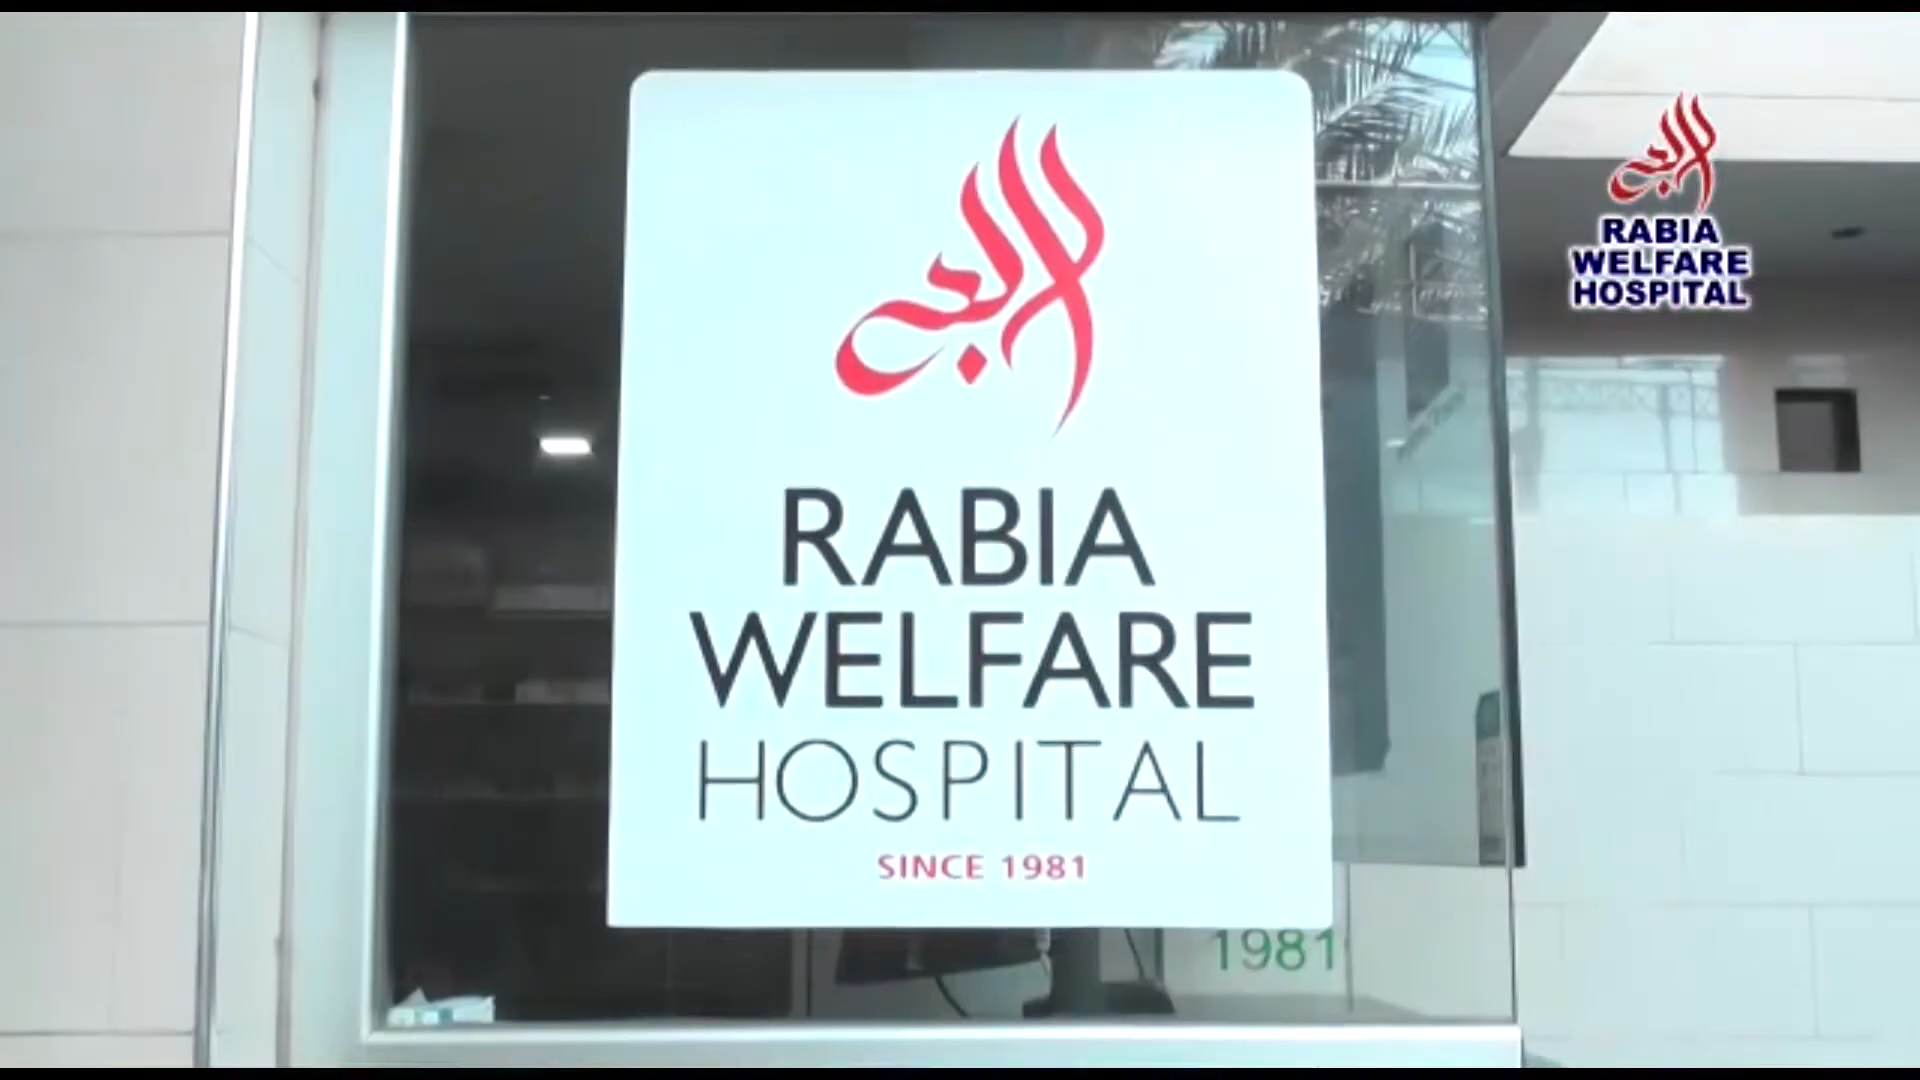 RABIA
WELFARE
HOSPITAL
SINCE 1981
1981
RABIA
WELFARE
HOSPITAL